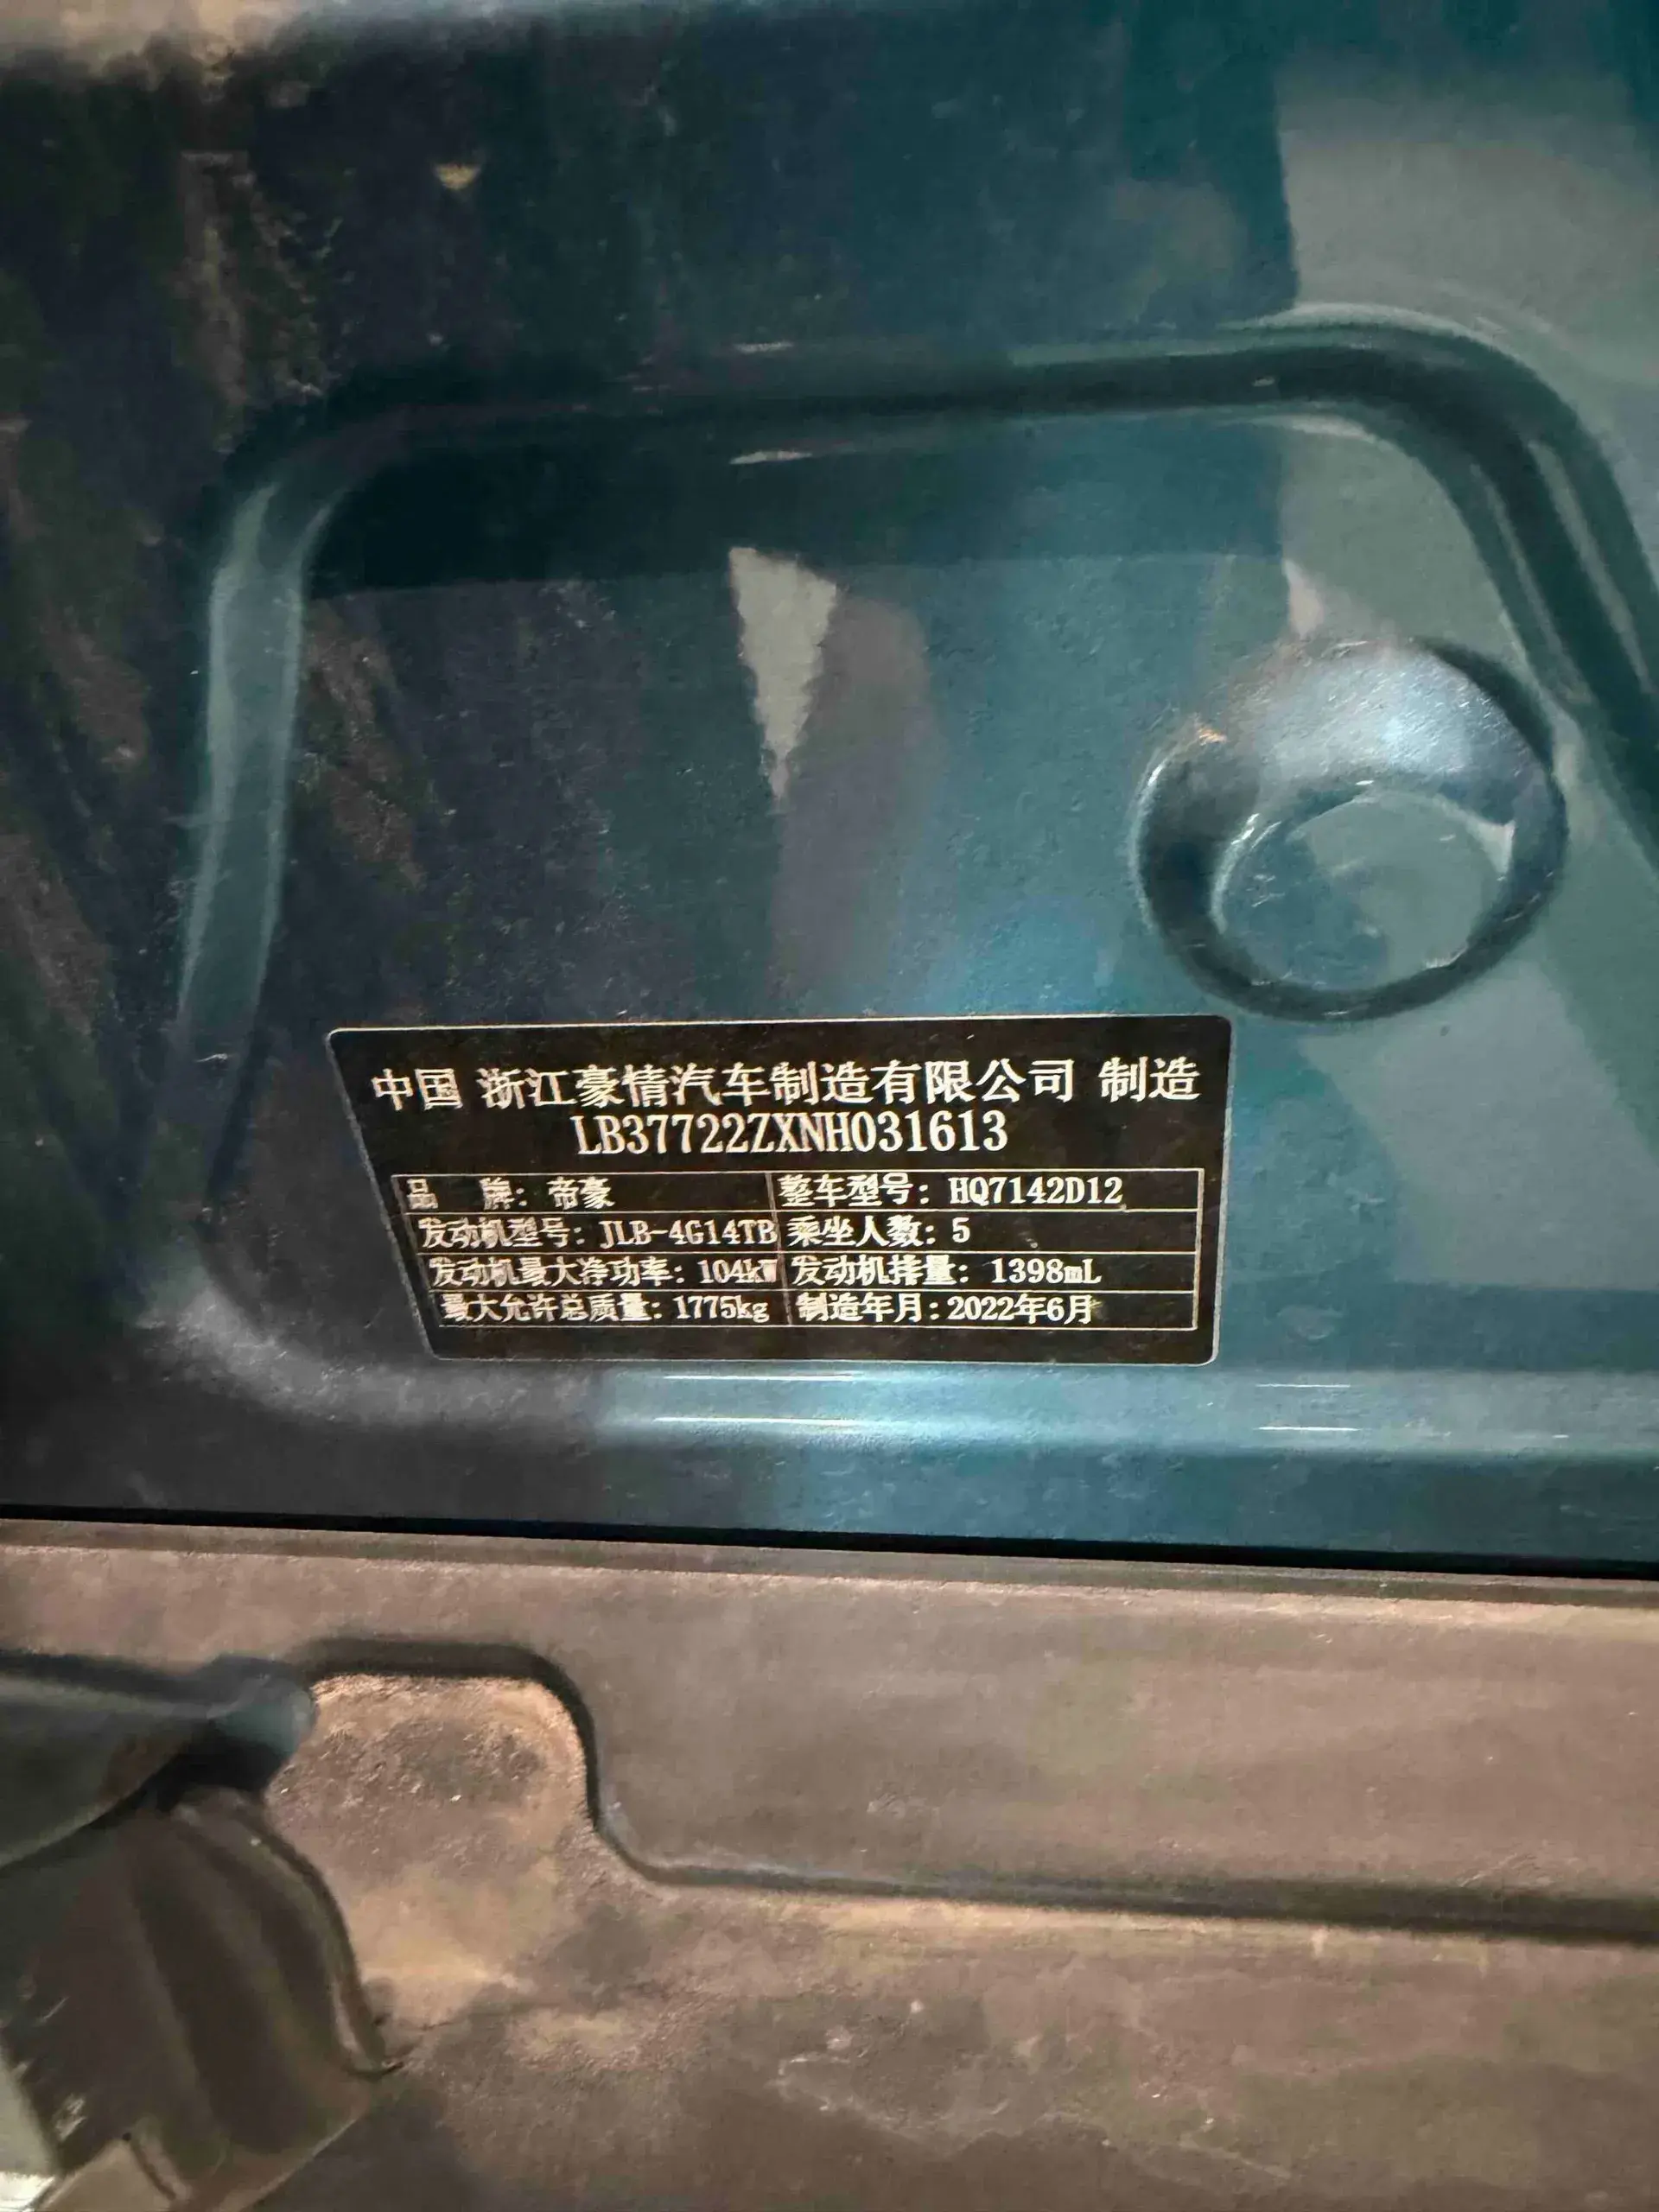 中国 浙江豪情汽车制造有限公司 制造
LB37722ZXNH031613
品 牌：帝豪 整车型号：HQ7142D12
发动机型号：JLB-4G14TB 乘坐人数：5
发动机最大净功率：104kW 发动机排量：1398mL
最大允许总质量：1775kg 制造年月：2022年6月